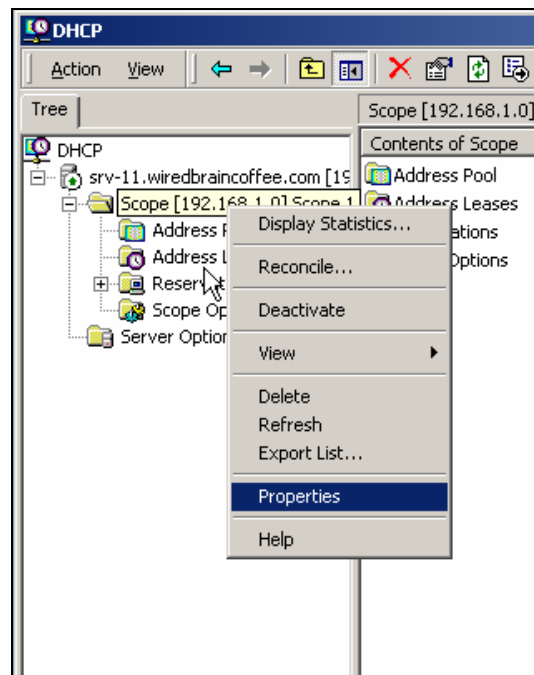 DHCP
Action View
Tree
Scope [192.168.1.0]
DHCP
Contents of Scope
srv-11.wiredbraincoffee.com [19
Address Pool
Scope [192.168.1.0] Scope 1
Address Leases
Address
Display Statistics...
ations
Address L
Reconcile...
Options
Reser
Scope Op
Deactivate
Server Option
View
Delete
Refresh
Export List...
Properties
Help